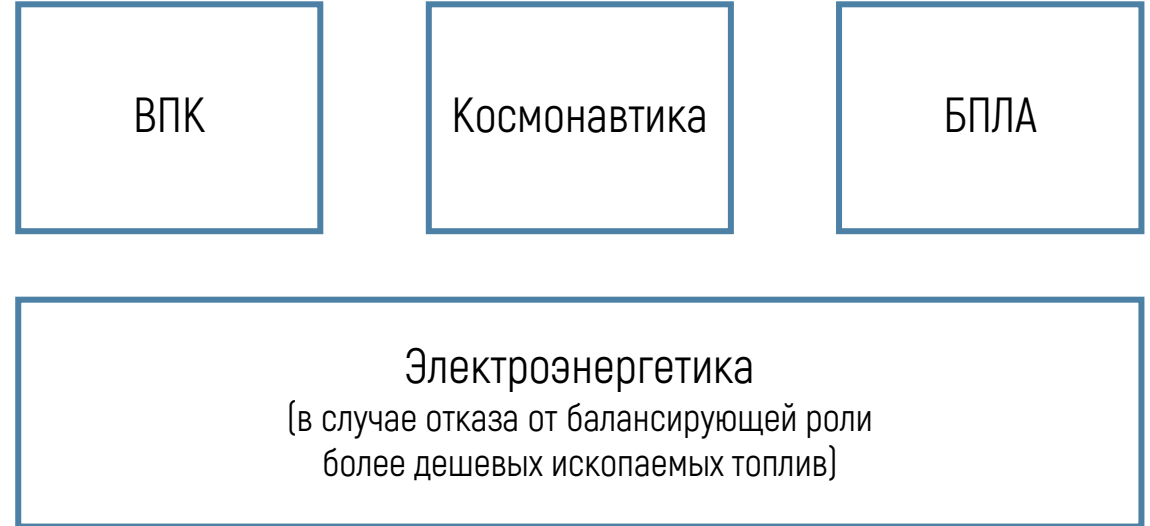 ВПК
Космонавтика
БПЛА
Электроэнергетика
(в случае отказа от балансирующей роли
более дешевых ископаемых топлив)